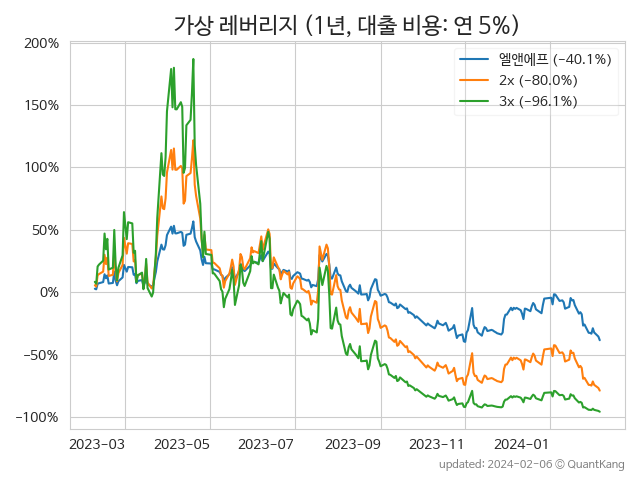 가상 레버리지 (1년, 대출 비용: 연 5%)
200%
150%
100%
50%
0%
−50%
−100%
엘앤에프 (−40.1%)
2x (−80.0%)
3x (−96.1%)
2023-03 2023-05 2023-07 2023-09 2023-11 2024-01
updated: 2024-02-06 © QuantKang